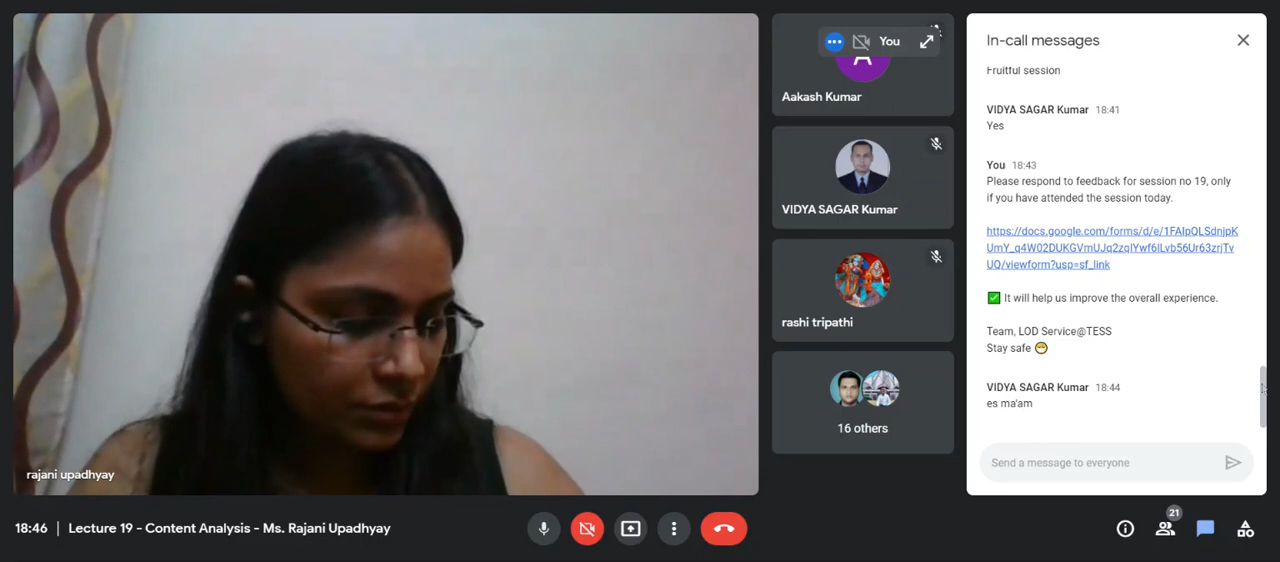 You
A
Aakash Kumar
VIDYA SAGAR Kumar
rashi tripathi
16 others
rajani upadhyay
In-call messages
Fruitful session
VIDYA SAGAR Kumar 18:41
Yes
You 18:43
Please respond to feedback for session no 19, only
if you have attended the session today.
https://docs.google.com/forms/d/e/
UQ/viewform?usp=sf_link
✅ It will help us improve the overall experience.
Team, LOD Service@TESS
Stay safe 😷
VIDYA SAGAR Kumar 18:44
es ma'am
Send a message to everyone
18:46 | Lecture 19 - Content Analysis - Ms. Rajani Upadhyay
21